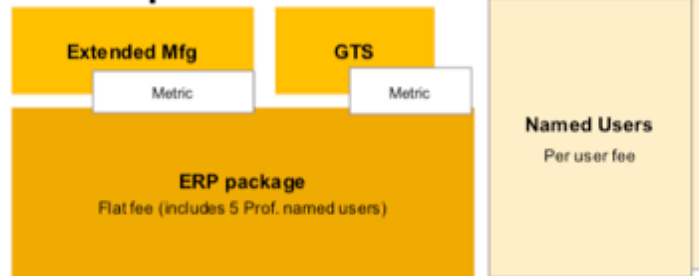 Extended Mfg
GTS
Metric
Metric
Named Users
Per user fee
ERP package
Flat fee (includes 5 Prof. named users)